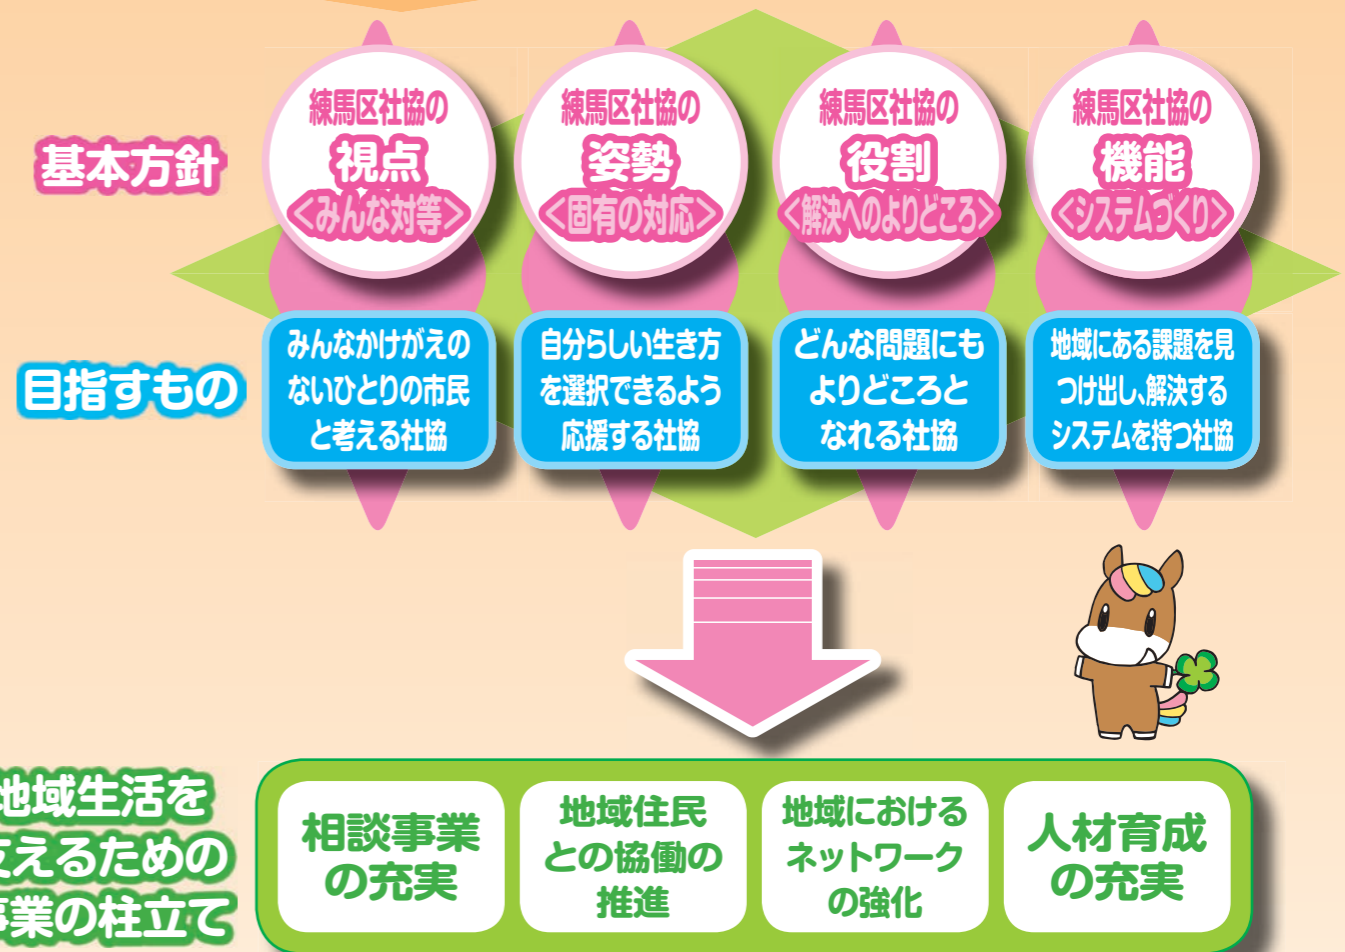 基本方針
練馬区社協の
視点
<みんな対等>
練馬区社協の
姿勢
<固有の対応>
練馬区社協の
役割
<解決へのよりどころ>
練馬区社協の
機能
<システムづくり>
目指すもの
みんなかけがえの
ないひとりの市民
と考える社協
自分らしい生き方
を選択できるよう
応援する社協
どんな問題にも
よりどころと
なれる社協
地域にある課題を見
つけ出し、解決する
システムを持つ社協
地域生活を
支えるための
事業の柱立て
相談事業
の充実
地域住民
との協働の
推進
地域における
ネットワーク
の強化
人材育成
の充実